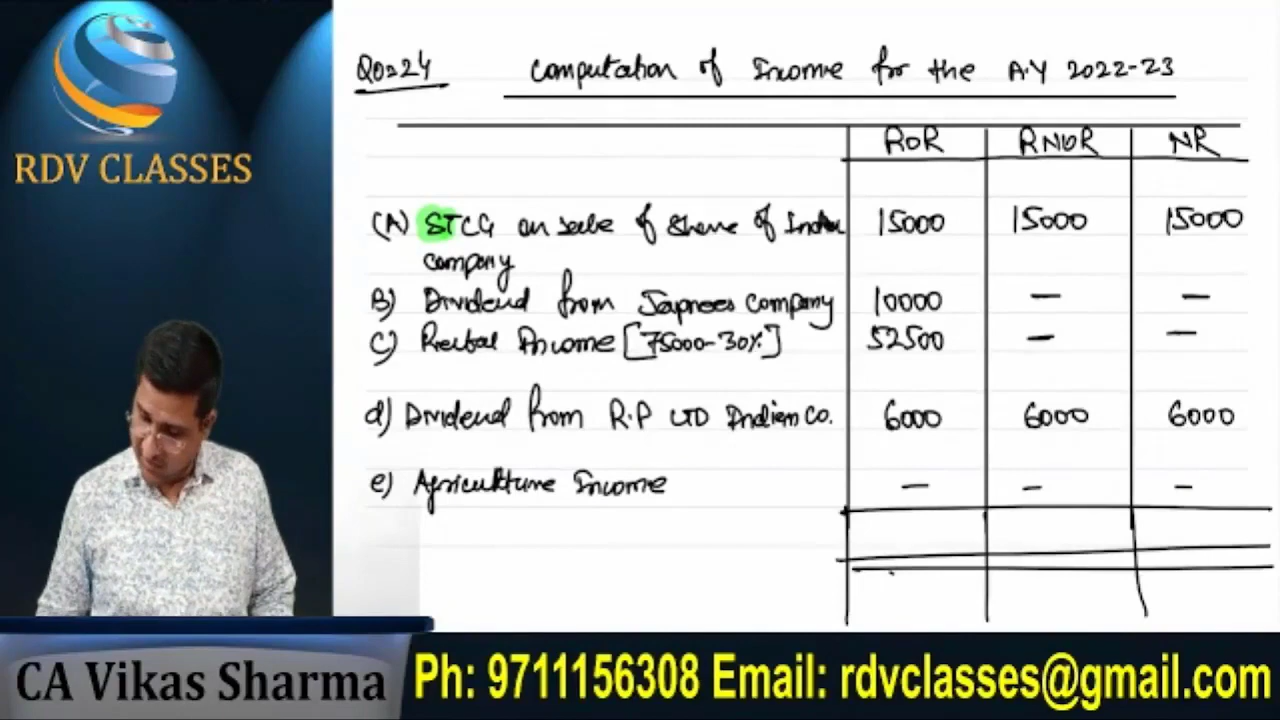 RDV CLASSES
Q0=24 Computation of Income for the A.Y 2022-23
ROR RNOR NR
(A) STCG on sale of share of Indian 15000 15000 15000
company
B) Dividend from company 10000 — —
C) Rental Income [75000-30%] 52500 — —
d) Dividend from R.P LTD Indian Co. 6000 6000 6000
e) Agriculture Income — — —
CA Vikas Sharma
Ph: 9711156308 Email: rdvclasses@gmail.com